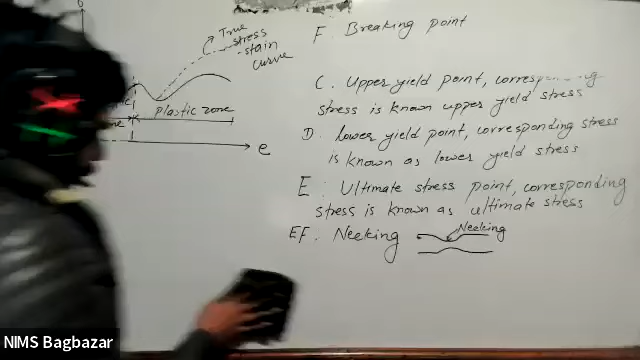 σ
True
stress
-stain
curve
plastic zone
e
F. Breaking point
C. Upper yield point, corresponding
stress is known upper yield stress
D. Lower yield point, corresponding stress
is known as lower yield stress
E. Ultimate stress point, corresponding
stress is known as ultimate stress
EF. Necking
Necking
NIMS Bagbazar